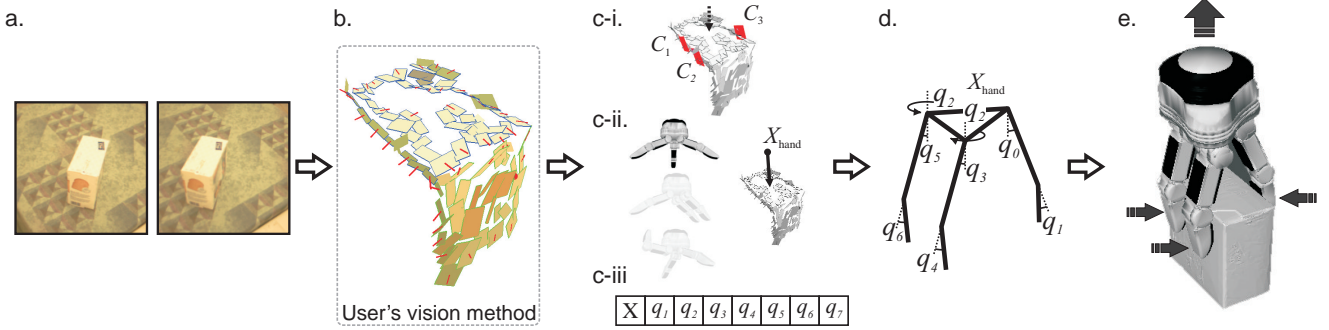 a.
b.
User's vision method
c-i.
C1
C2
C3
c-ii.
Xhand
c-iii
X q1 q2 q3 q4 q5 q6 q7
d.
Xhand
q2
q2
q5
q0
q3
q6
q4
q1
e.